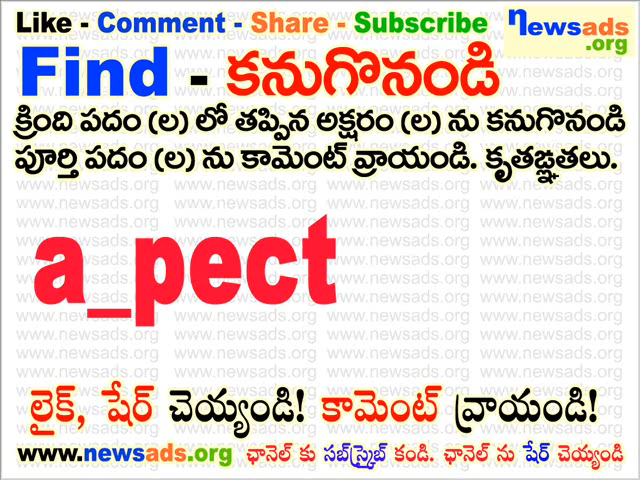 Like - Comment - Share - Subscribe
newsads
.org
Find - కనుగొనండి
క్రింది పదం (ల) లో తప్పిన అక్షరం (ల) ను కనుగొనండి
పూర్తి పదం (ల) ను కామెంట్ వ్రాయండి. కృతజ్ఞతలు.
a_pect
లైక్, షేర్ చెయ్యండి! కామెంట్ వ్రాయండి!
www.newsads.org ఛానెల్ కు సబ్‌స్క్రైబ్ కండి. ఛానెల్ ను షేర్ చెయ్యండి